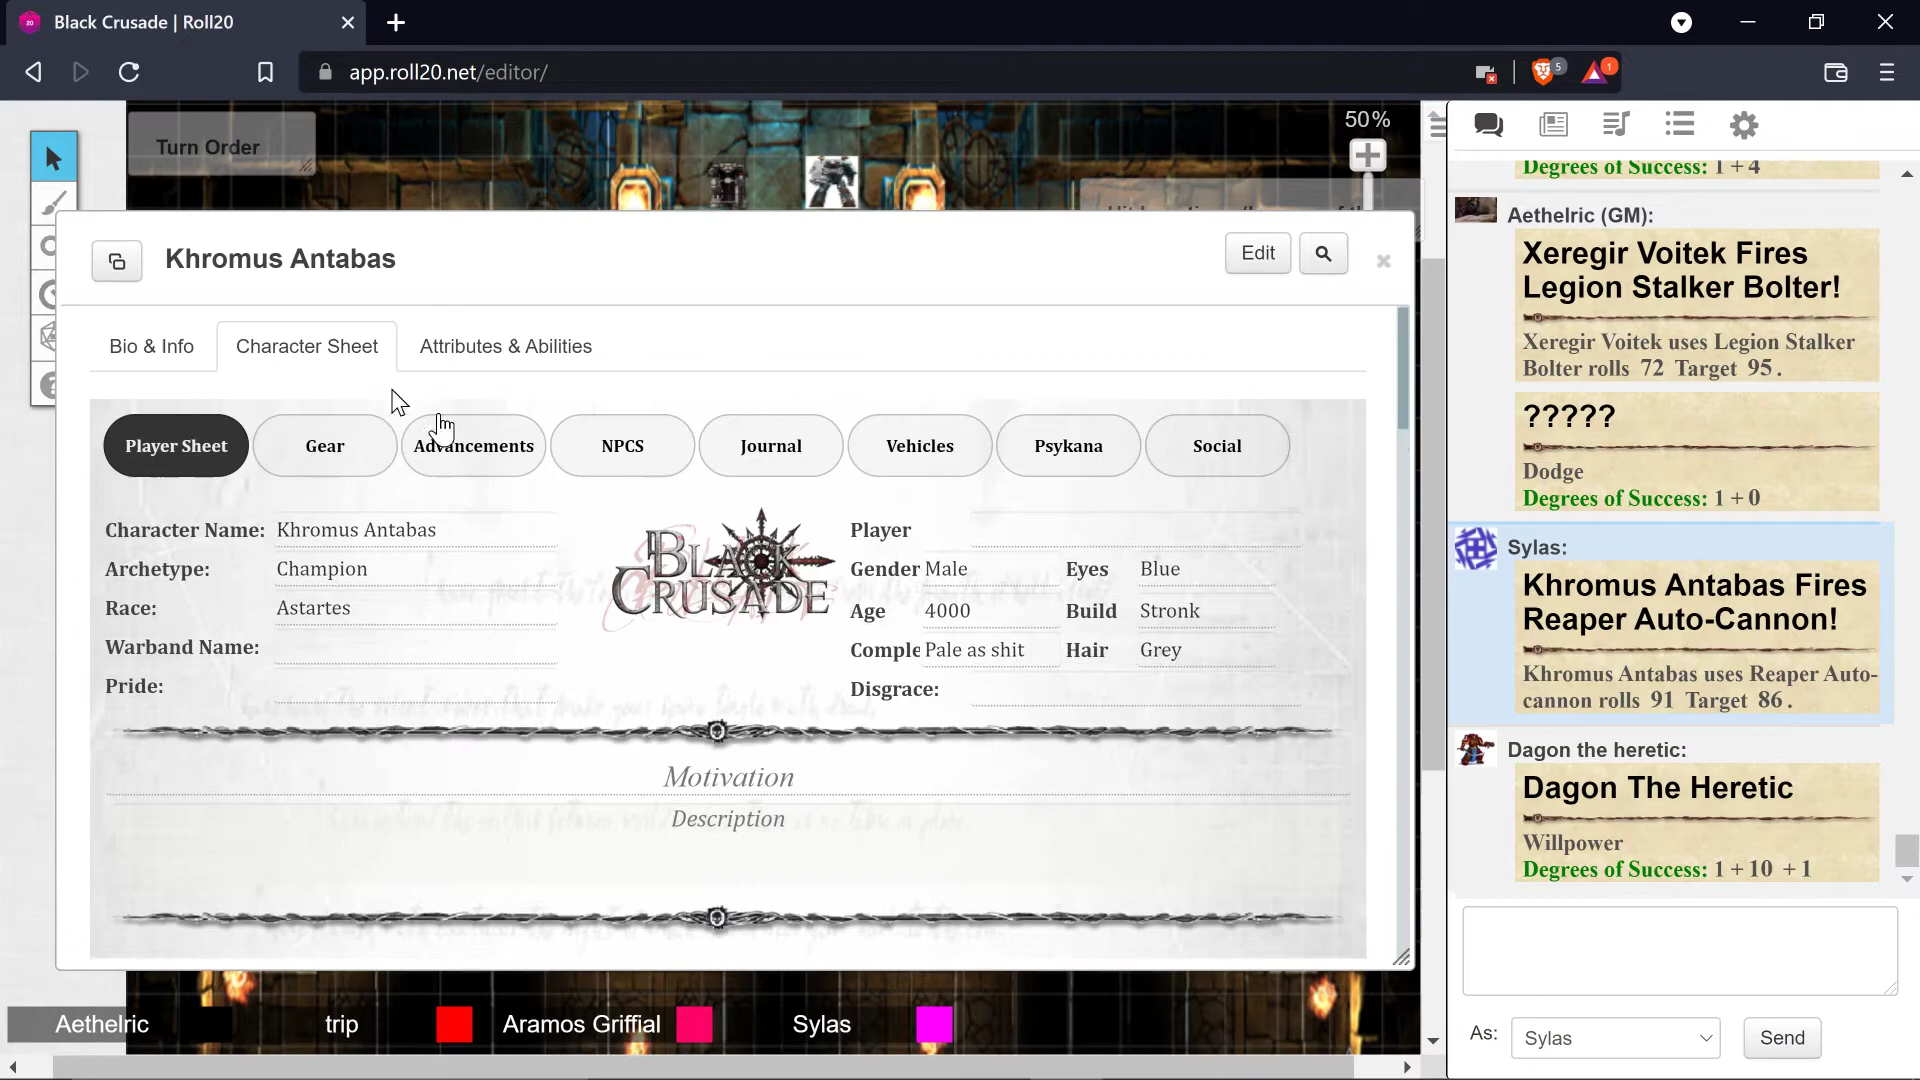 Black Crusade | Roll20
app.roll20.net/editor/
5
1
Turn Order
50%
Khromus Antabas
Edit
Bio & Info
Character Sheet
Attributes & Abilities
Player Sheet
Gear
Advancements
NPCS
Journal
Vehicles
Psykana
Social
Character Name: Khromus Antabas
Archetype: Champion
Race: Astartes
Warband Name:
Pride:
BLACK
CRUSADE
Player
Gender Male Eyes Blue
Age 4000 Build Stronk
Comple Pale as shit Hair Grey
Disgrace:
Motivation
Description
Aethelric
trip
Aramos Griffial
Sylas
Degrees of Success: 1 + 4
Aethelric (GM):
Xeregir Voitek Fires
Legion Stalker Bolter!
Xeregir Voitek uses Legion Stalker
Bolter rolls 72 Target 95 .
?????
Dodge
Degrees of Success: 1 + 0
Sylas:
Khromus Antabas Fires
Reaper Auto-Cannon!
Khromus Antabas uses Reaper Auto-
cannon rolls 91 Target 86 .
Dagon the heretic:
Dagon The Heretic
Willpower
Degrees of Success: 1 + 10 + 1
As:
Sylas
Send